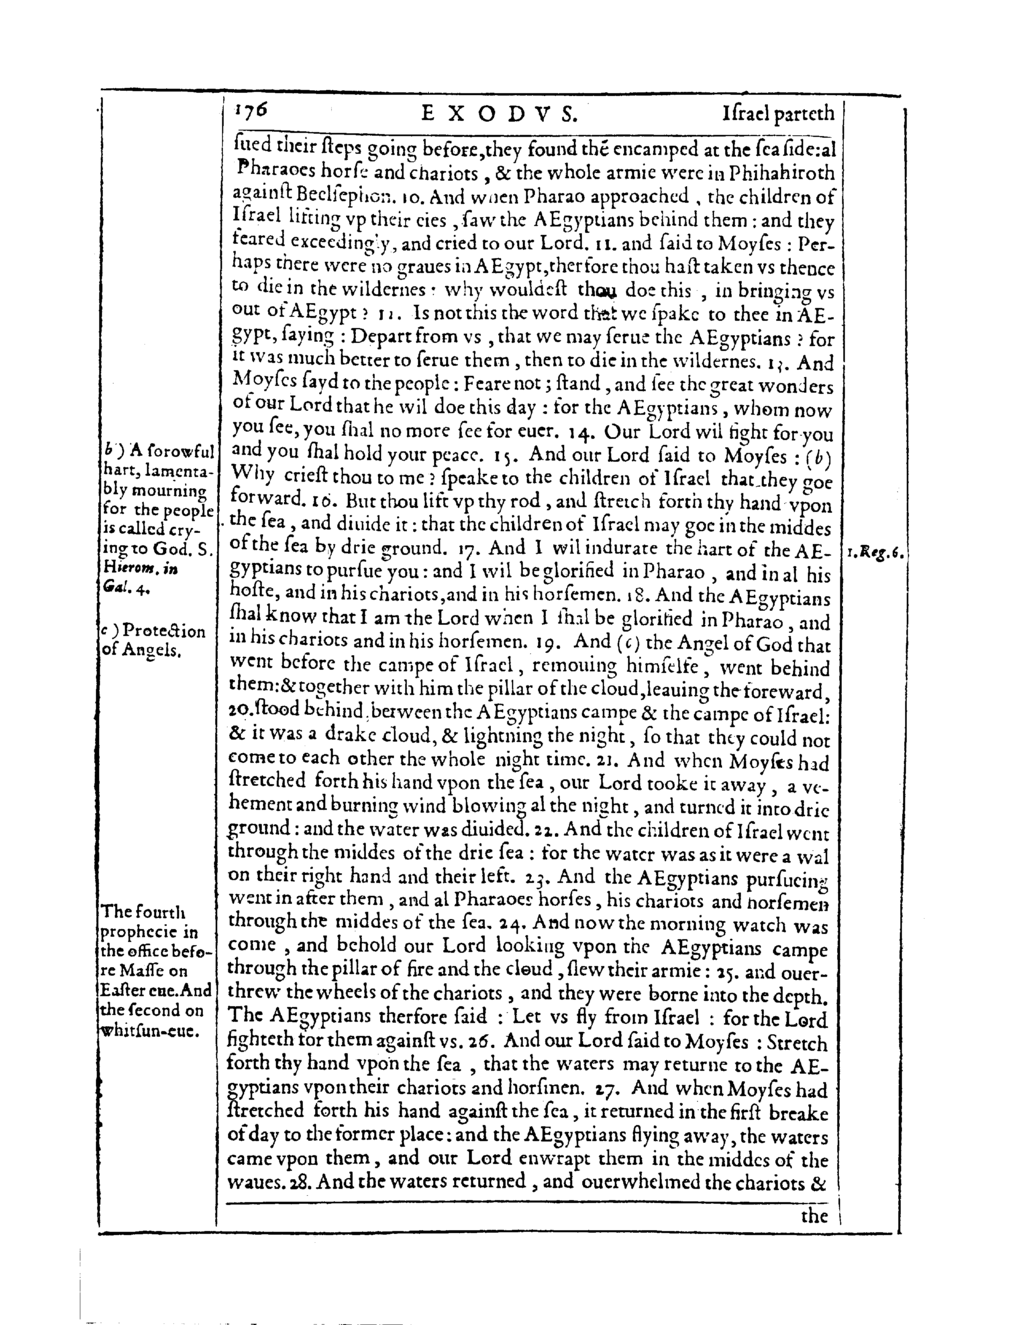 176 E X O D V S. Iſrael parteth
ſued their ſteps going before,they found thē encamped at the ſea ſide:al
Pharaoes horſe and chariots , & the whole armie were in Phihahiroth
againſt Beelſephon. 10. And when Pharao approached , the children of
Iſrael lifting vp their eies , ſaw the AEgyptians behind them : and they
feared exceedingly, and cried to our Lord. 11. and ſaid to Moyſes : Per-
haps there were no graues in AEgypt,therfore thou haſt taken vs thence
to die in the wildernes : why wouldeſt thou doe this , in bringing vs
out of AEgypt ? 12. Is not this the word that we ſpake to thee in AE-
gypt, ſaying : Depart from vs , that we may ſerue the AEgyptians ? for
it was much better to ſerue them , then to die in the wildernes. 13. And
Moyſes ſayd to the people : Feare not ; ſtand , and ſee the great wonders
of our Lord that he wil doe this day : for the AEgyptians , whom now
you ſee, you ſhal no more ſee for euer. 14. Our Lord wil fight for you
and you ſhal hold your peace. 15. And our Lord ſaid to Moyſes : (b)
Why crieſt thou to me ? ſpeake to the children of Iſrael that they goe
forward. 16. But thou lift vp thy rod , and ſtretch forth thy hand vpon
the ſea , and diuide it : that the children of Iſrael may goe in the middes
of the ſea by drie ground. 17. And I wil indurate the hart of the AE-
gyptians to purſue you : and I wil be glorified in Pharao , and in al his
hoſte, and in his chariots,and in his horſemen. 18. And the AEgyptians
ſhal know that I am the Lord when I ſhal be glorified in Pharao , and
in his chariots and in his horſemen. 19. And (c) the Angel of God that
went before the campe of Iſrael , remouing himſelfe , went behind
them:& together with him the pillar of the cloud,leauing the foreward,
20.ſtood behind,between the AEgyptians campe & the campe of Iſrael:
& it was a drake cloud, & lightning the night , ſo that they could not
come to each other the whole night time. 21. And when Moyſes had
ſtretched forth his hand vpon the ſea , our Lord tooke it away , a ve-
hement and burning wind blowing al the night , and turned it into drie
ground : and the water was diuided. 22. And the children of Iſrael went
through the middes of the drie ſea : for the water was as it were a wal
on their right hand and their left. 23. And the AEgyptians purſueing
went in after them , and al Pharaoes horſes , his chariots and horſemen
through the middes of the ſea. 24. And now the morning watch was
come , and behold our Lord looking vpon the AEgyptians campe
through the pillar of fire and the cloud , ſlew their armie : 25. and ouer-
threw the wheels of the chariots , and they were borne into the depth.
The AEgyptians therfore ſaid : Let vs fly from Iſrael : for the Lord
fighteth for them againſt vs. 26. And our Lord ſaid to Moyſes : Stretch
forth thy hand vpon the ſea , that the waters may returne to the AE-
gyptians vpon their chariots and horſmen. 27. And when Moyſes had
ſtretched forth his hand againſt the ſea , it returned in the firſt breake
of day to the former place : and the AEgyptians flying away, the waters
came vpon them , and our Lord enwrapt them in the middes of the
waues. 28. And the waters returned , and ouerwhelmed the chariots &
the
b ) A ſorowful
hart, lamenta-
bly mourning
for the people
is called cry-
ing to God. S.
Hierom. in
Gal. 4.
c ) Protection
of Angels.
The fourth
prophecie in
the office befo-
re Maſſe on
Eaſter eue. And
the ſecond on
whitſun-eue.
1. Reg. 6.